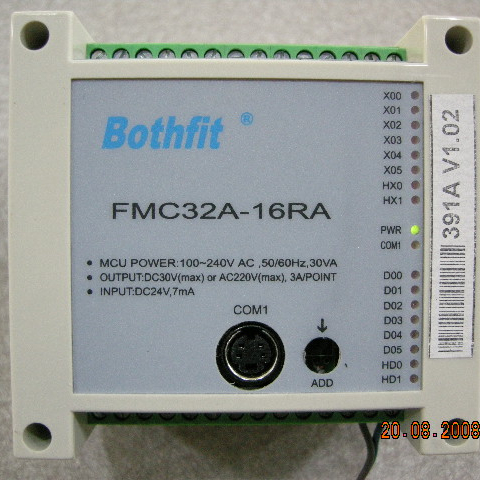 Bothfit ®
FMC32A-16RA
● MCU POWER:100~240V AC ,50/60Hz,30VA
● OUTPUT:DC30V(max) or AC220V(max), 3A/POINT
● INPUT:DC24V,7mA
COM1
ADD
X00
X01
X02
X03
X04
X05
HX0
HX1
PWR
COM1
D00
D01
D02
D03
D04
D05
HD0
HD1
391A V1.02
20.08.2008